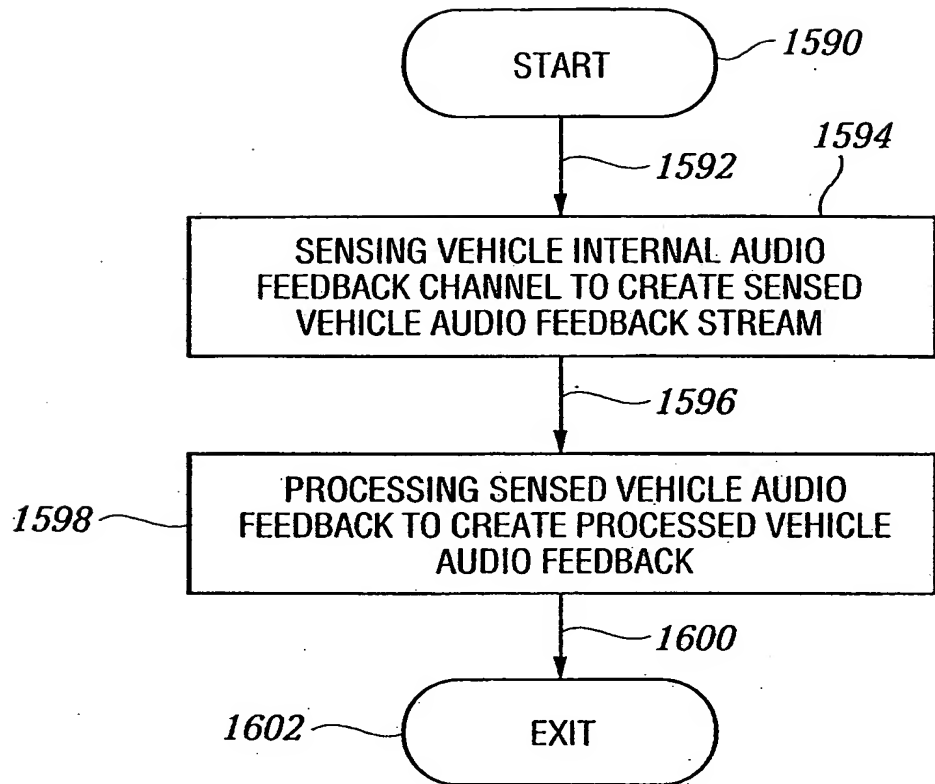 START
1590
1592
1594
SENSING VEHICLE INTERNAL AUDIO
FEEDBACK CHANNEL TO CREATE SENSED
VEHICLE AUDIO FEEDBACK STREAM
1596
1598
PROCESSING SENSED VEHICLE AUDIO
FEEDBACK TO CREATE PROCESSED VEHICLE
AUDIO FEEDBACK
1600
1602
EXIT